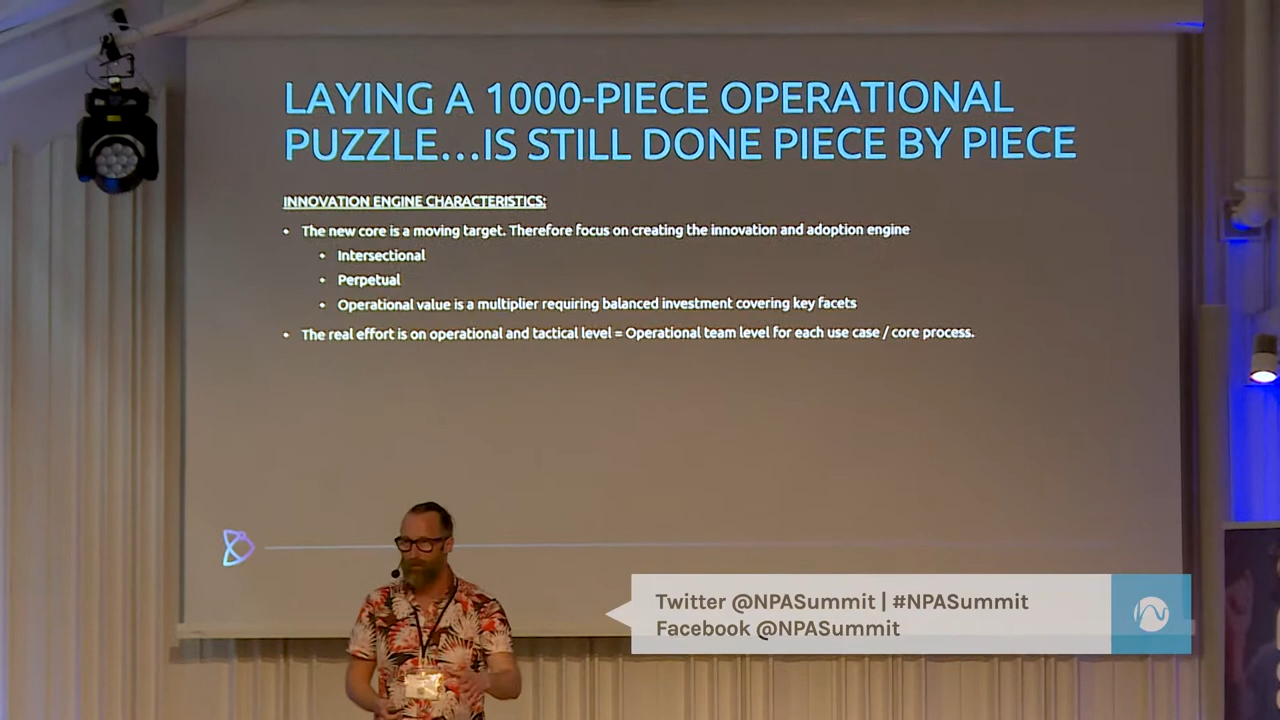 LAYING A 1000-PIECE OPERATIONAL
PUZZLE...IS STILL DONE PIECE BY PIECE
INNOVATION ENGINE CHARACTERISTICS:
• The new core is a moving target. Therefore focus on creating the innovation and adoption engine
• Intersectional
• Perpetual
• Operational value is a multiplier requiring balanced investment covering key facets
• The real effort is on operational and tactical level = Operational team level for each use case / core process.
Twitter @NPASummit | #NPASummit
Facebook @NPASummit